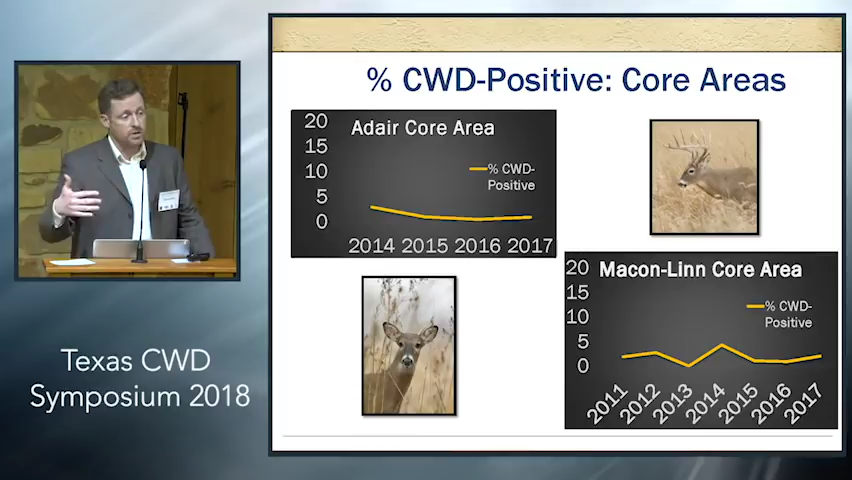 % CWD-Positive: Core Areas
20
15
10
5
0
Adair Core Area
% CWD-
Positive
2014 2015 2016 2017
20
15
10
5
0
Macon-Linn Core Area
% CWD-
Positive
2011 2012 2013 2014 2015 2016 2017
Texas CWD
Symposium 2018